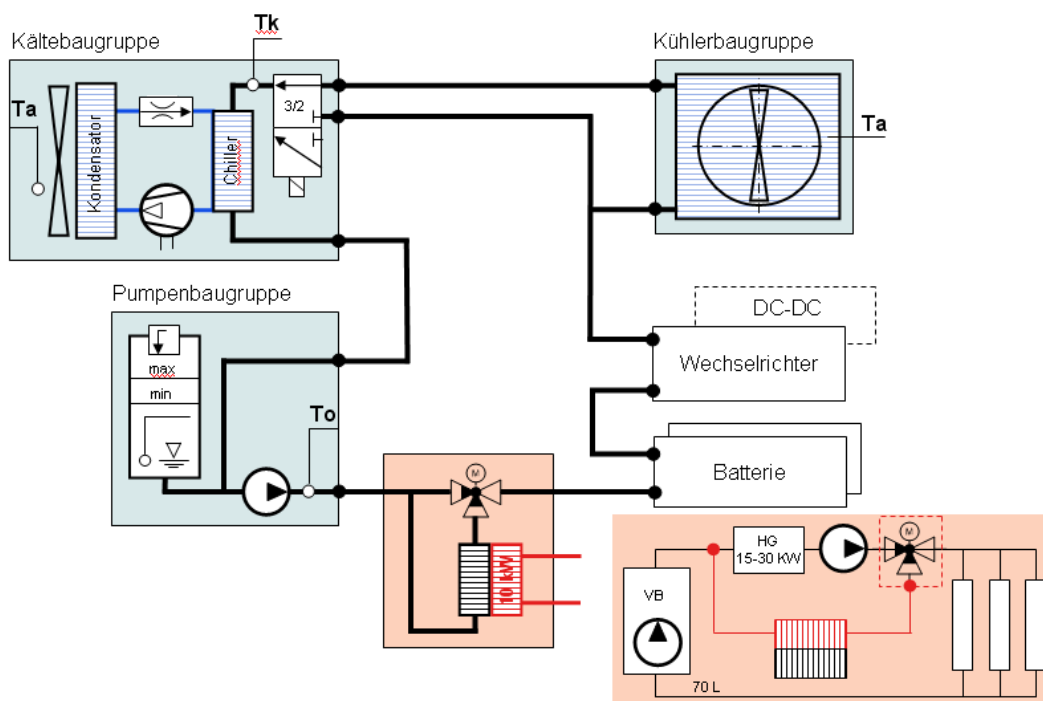 Tk
Kältebaugruppe
Kühlerbaugruppe
Ta
3/2
Kondensator
Chiller
Ta
Pumpenbaugruppe
DC-DC
max
Wechselrichter
min
To
Batterie
M
M
HG
15-30 KW
10 kW
VB
70 L